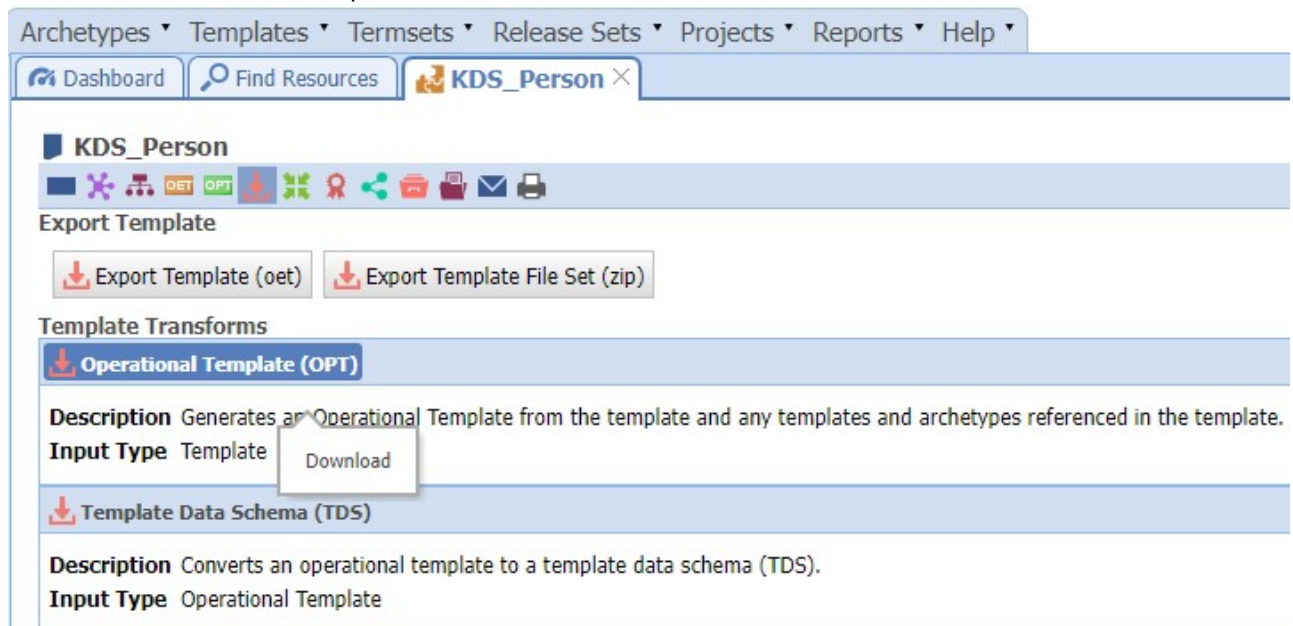 Archetypes Templates Termsets Release Sets Projects Reports Help
Dashboard Find Resources KDS_Person
KDS_Person
OET OPT
Export Template
Export Template (oet) Export Template File Set (zip)
Template Transforms
Operational Template (OPT)
Description Generates an Operational Template from the template and any templates and archetypes referenced in the template.
Input Type Template
Download
Template Data Schema (TDS)
Description Converts an operational template to a template data schema (TDS).
Input Type Operational Template